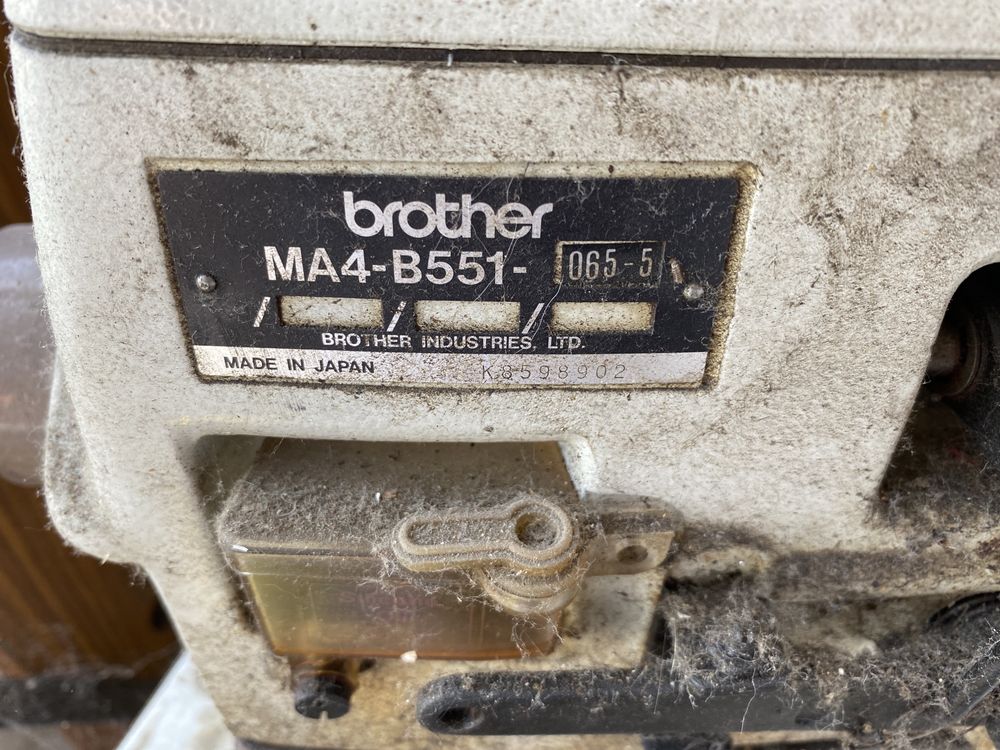 brother
MA4-B551- 065-5
/ / /
BROTHER INDUSTRIES, LTD.
MADE IN JAPAN K8598902